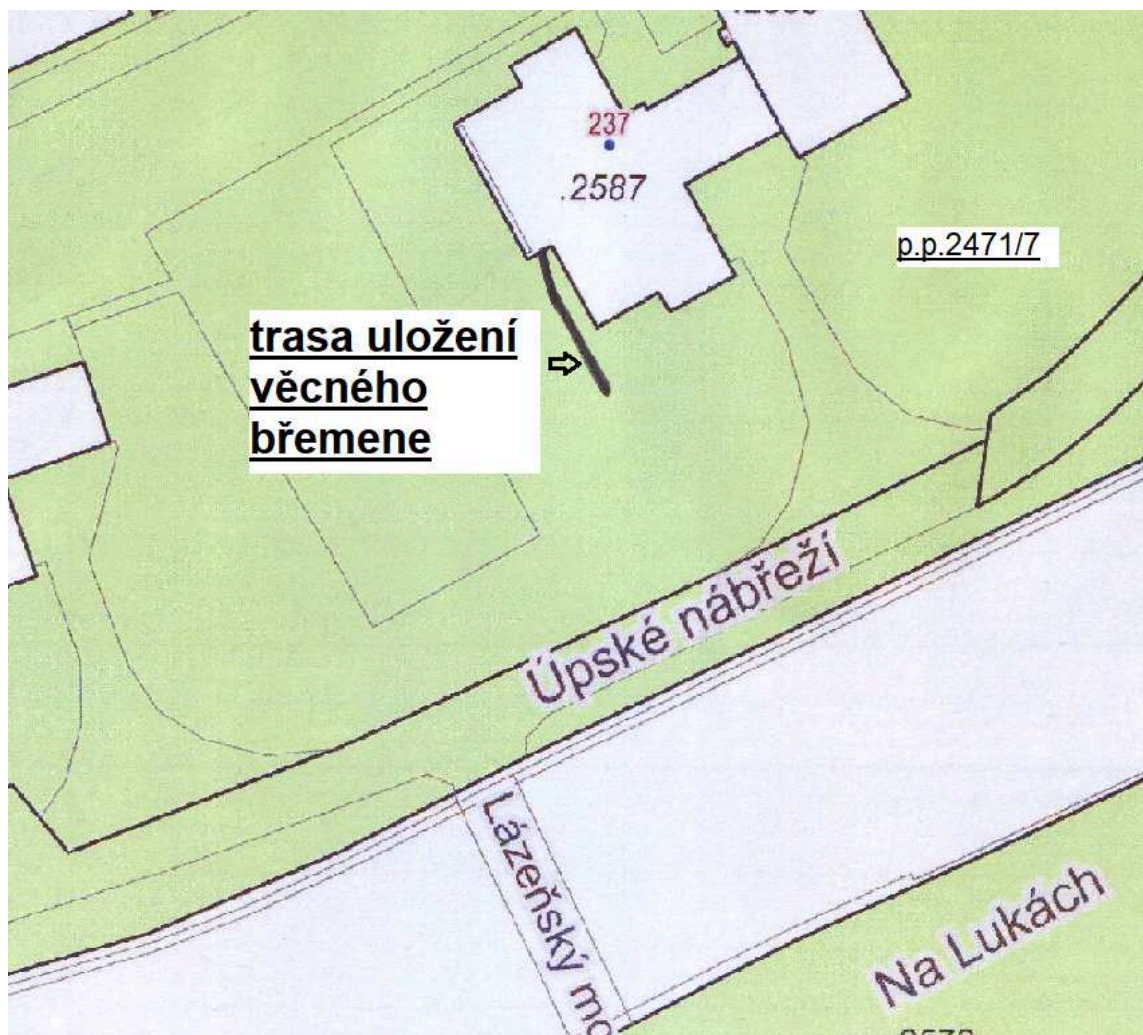 237
.2587
p.p.2471/7
trasa uložení
věcného
břemene
Úpské nábřeží
Lázeňský
Na Lukách